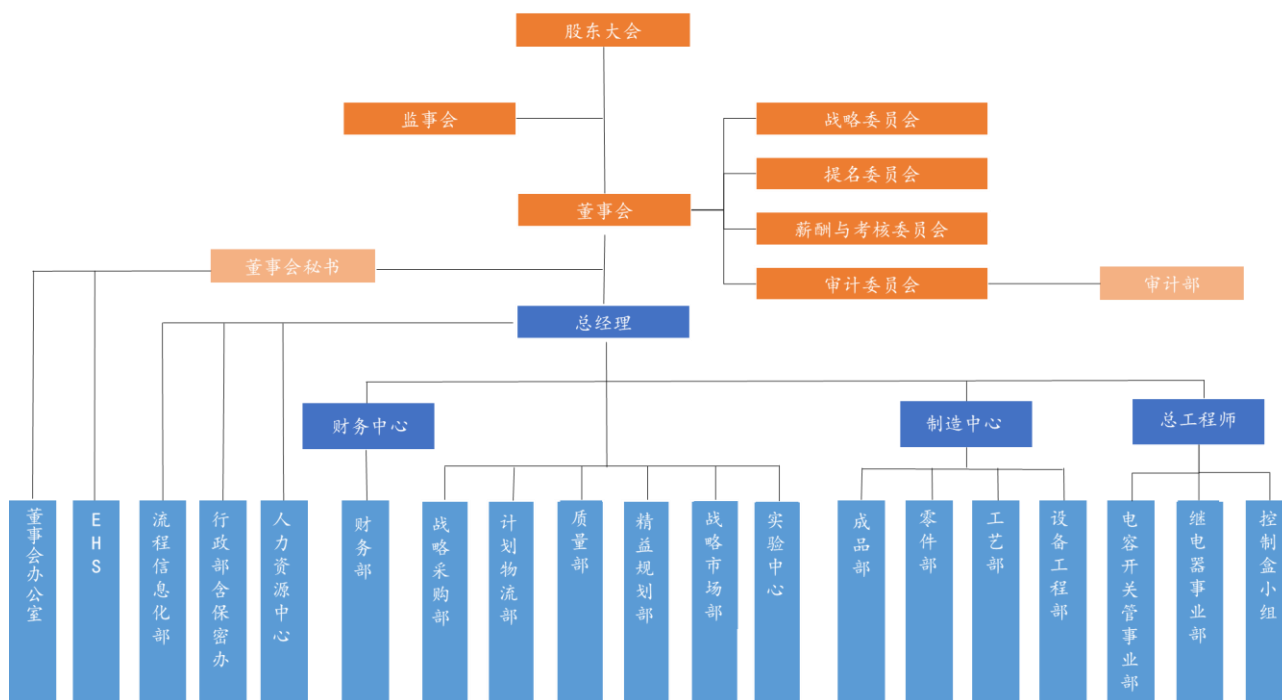 股东大会
监事会
战略委员会
提名委员会
董事会
薪酬与考核委员会
董事会秘书
审计委员会
审计部
总经理
财务中心
制造中心
总工程师
董事会办公室
EHS
流程信息化部
行政部含保密办
人力资源中心
财务部
战略采购部
计划物流部
质量部
精益规划部
战略市场部
实验中心
成品部
零件部
工艺部
设备工程部
电容开关管事业部
继电器事业部
控制盒小组